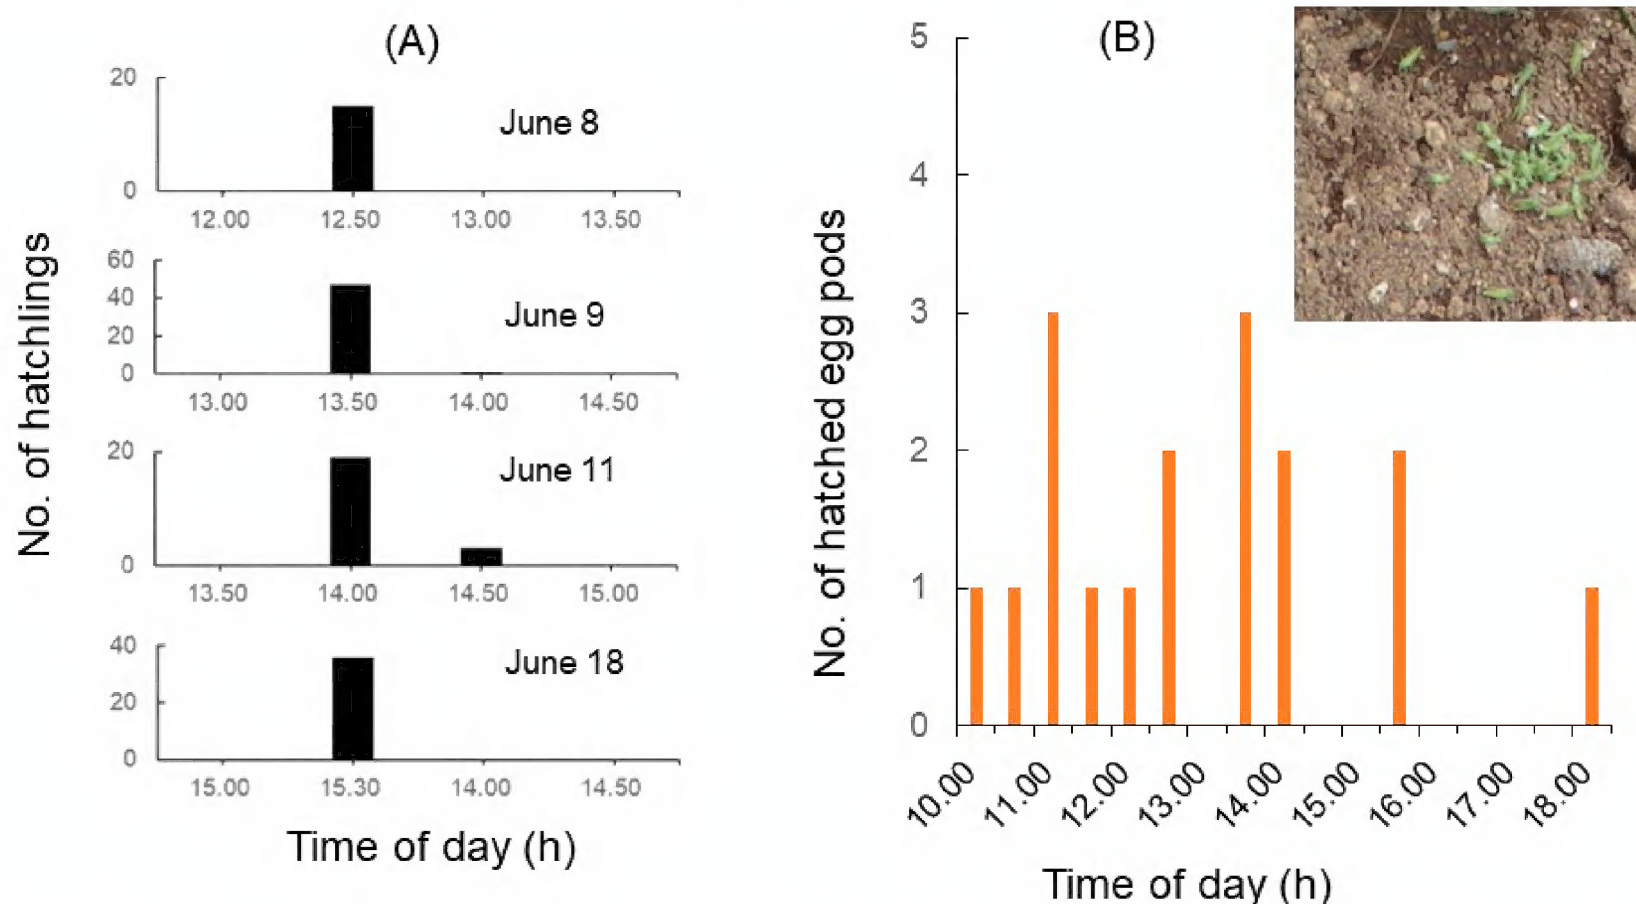 (A)
No. of hatchlings
20
0
June 8
12.00 12.50 13.00 13.50
60
40
20
0
June 9
13.00 13.50 14.00 14.50
20
0
June 11
13.50 14.00 14.50 15.00
40
20
0
June 18
15.00 15.30 14.00 14.50
Time of day (h)
(B)
No. of hatched egg pods
5
4
3
2
1
0
10.00 11.00 12.00 13.00 14.00 15.00 16.00 17.00 18.00
Time of day (h)